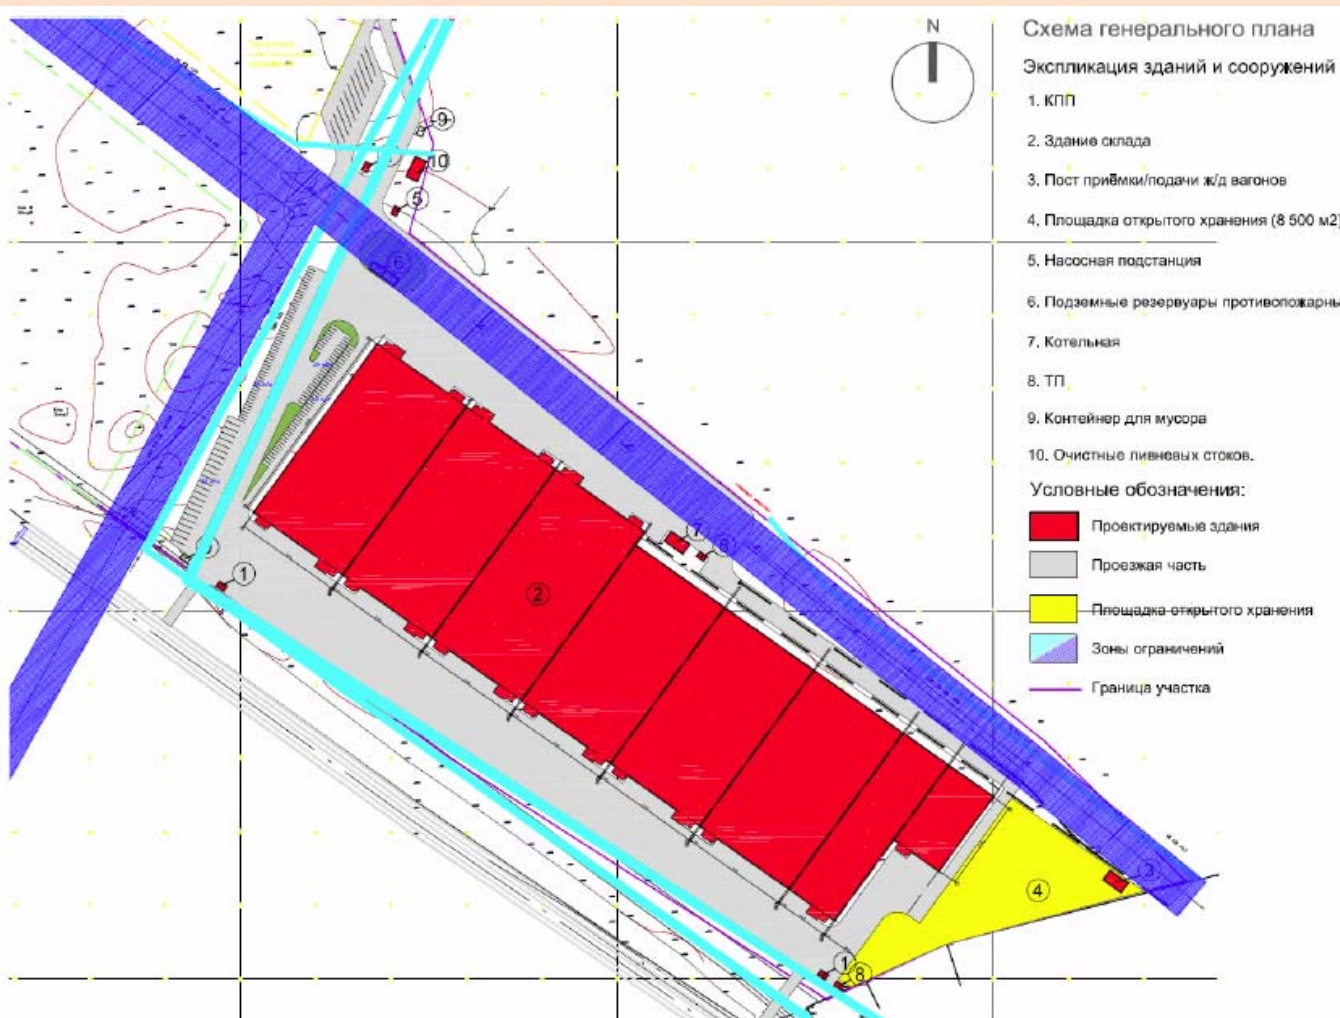 N
Схема генерального плана
Экспликация зданий и сооружений
1. КПП
2. Здание склада
3. Пост приёмки/подачи ж/д вагонов
4. Площадка открытого хранения (8 500 м2)
5. Насосная подстанция
6. Подземные резервуары противопожарны
7. Котельная
8. ТП
9. Контейнер для мусора
10. Очистные ливневых стоков.
Условные обозначения:
Проектируемые здания
Проезжая часть
Площадка открытого хранения
Зоны ограничений
Граница участка
9
10
5
6
7
8
1
2
3
4
1
8